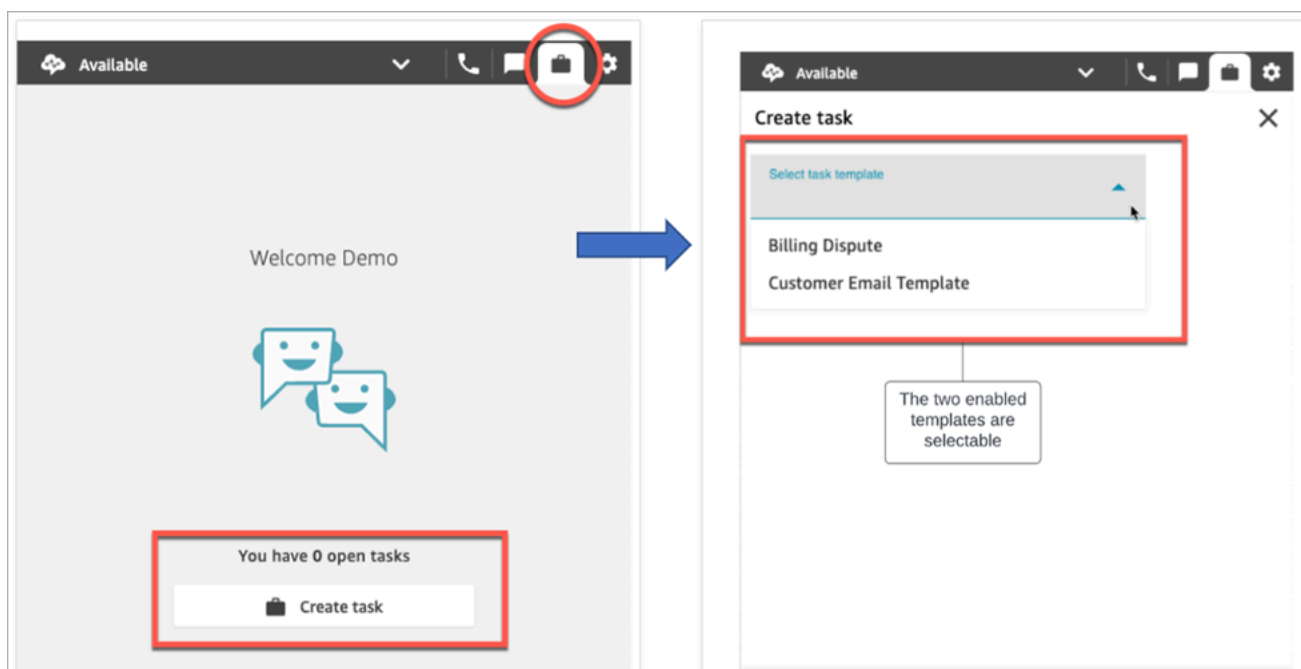 Available
Welcome Demo
You have 0 open tasks
Create task
Available
Create task
Select task template
Billing Dispute
Customer Email Template
The two enabled
templates are
selectable